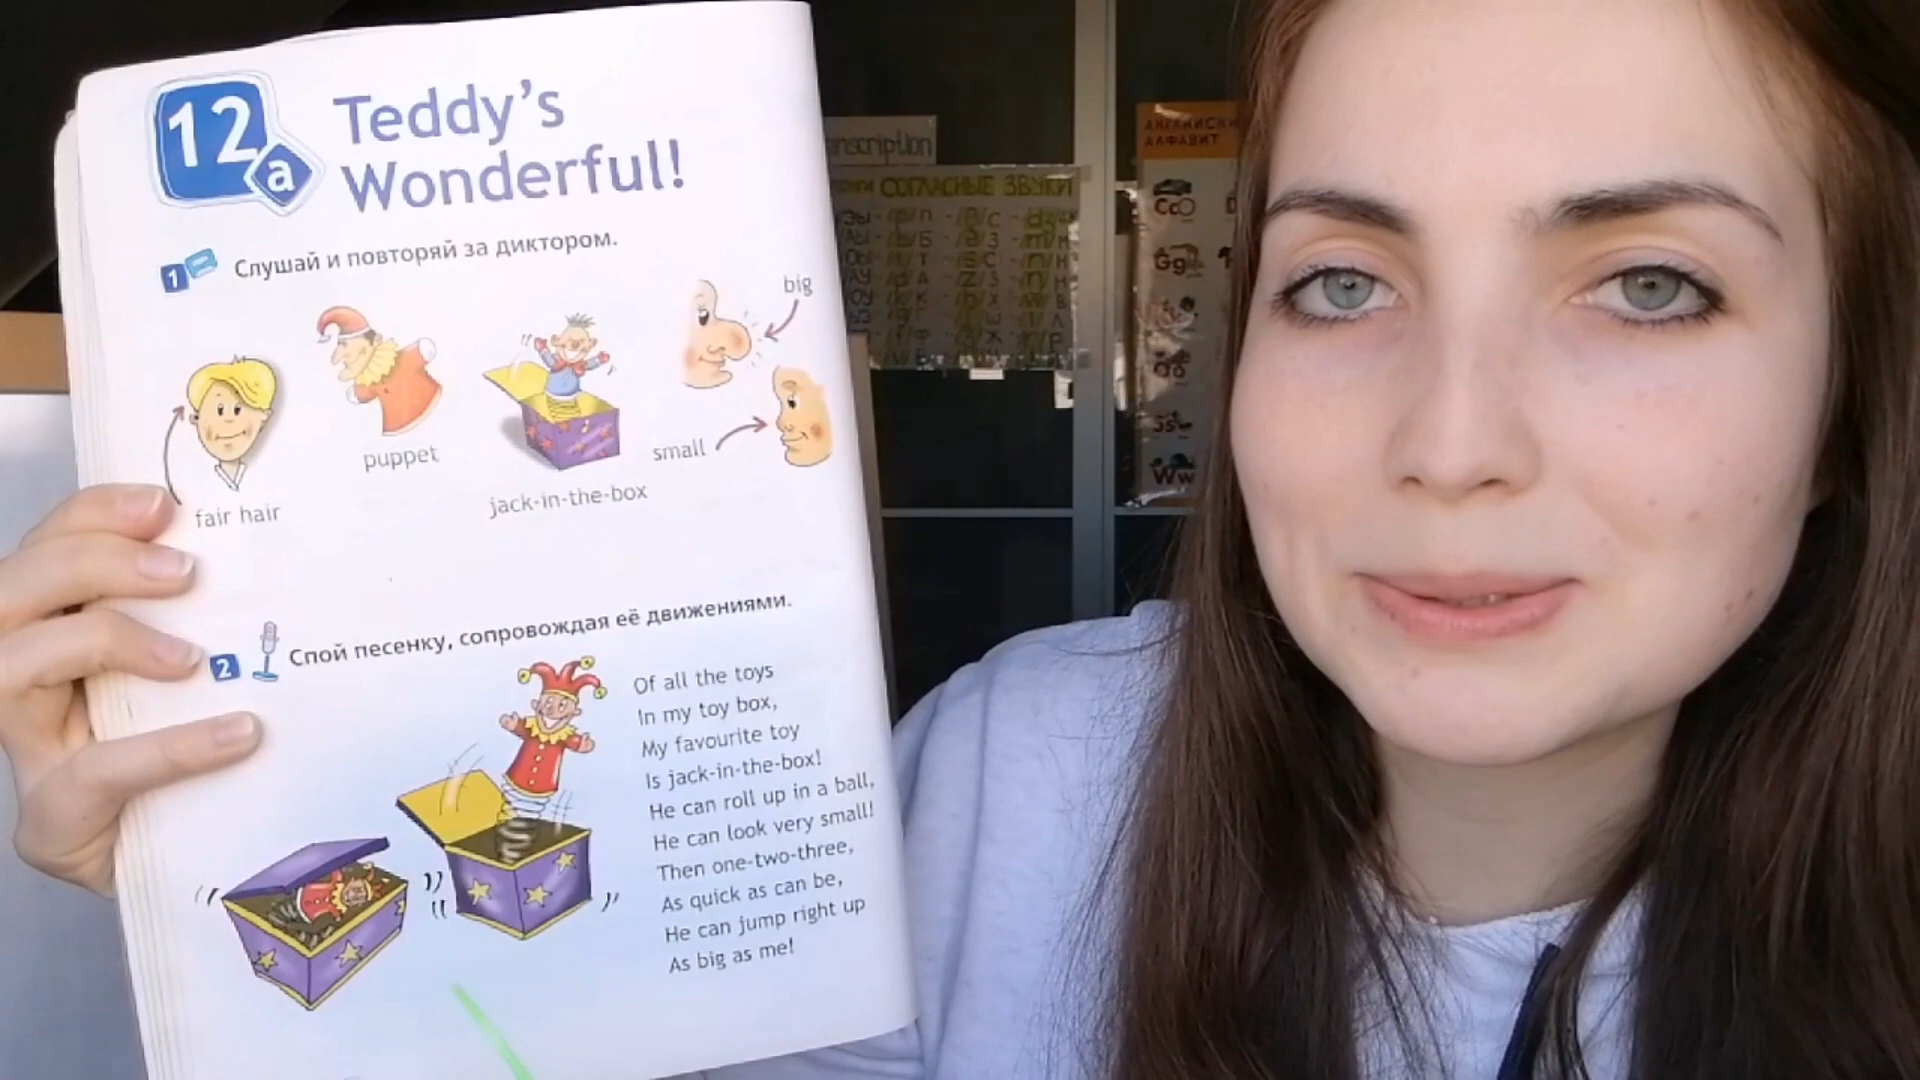 12
a
Teddy's
Wonderful!
1
Слушай и повторяй за диктором.
big
small
puppet
jack-in-the-box
fair hair
2
Спой песенку, сопровождая её движениями.
Of all the toys
In my toy box,
My favourite toy
Is jack-in-the-box!
He can roll up in a ball,
He can look very small!
Then one-two-three,
As quick as can be,
He can jump right up
As big as me!
nscription
СОГЛАСНЫЕ ЗВУКИ
АНГЛИЙСКИ
АЛФАВИТ
Cc
Gg
Ss
Ww